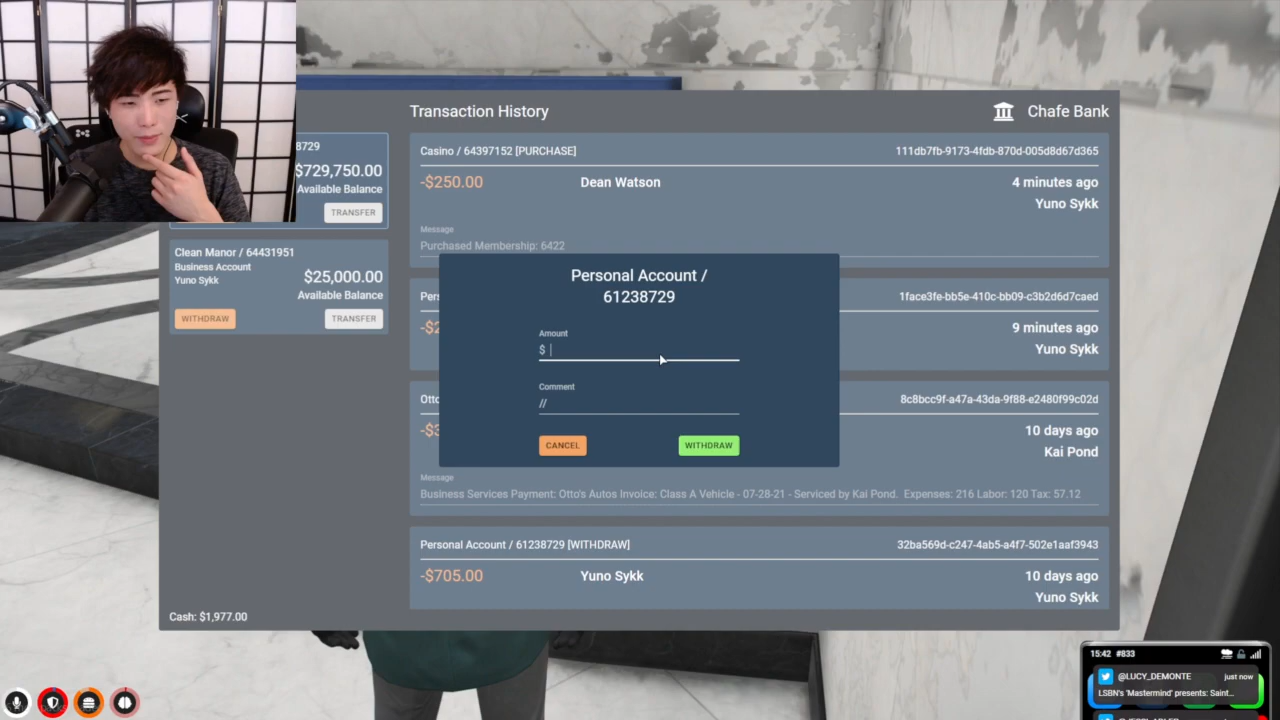 Transaction History
Chafe Bank
8729
$729,750.00
Available Balance
TRANSFER
Clean Manor / 64431951
Business Account
Yuno Sykk
$25,000.00
Available Balance
WITHDRAW
TRANSFER
Cash: $1,977.00
Casino / 64397152 [PURCHASE]
111db7fb-9173-4fdb-870d-005d8d67d365
-$250.00
Dean Watson
4 minutes ago
Yuno Sykk
Message
Purchased Membership: 6422
Per
1face3fe-bb5e-410c-bb09-c3b2d6d7caed
-$2
9 minutes ago
Yuno Sykk
Otto
8c8bcc9f-a47a-43da-9f88-e2480f99c02d
-$3
10 days ago
Kai Pond
Message
Business Services Payment: Otto's Autos Invoice: Class A Vehicle - 07-28-21 - Serviced by Kai Pond. Expenses: 216 Labor: 120 Tax: 57.12
Personal Account / 61238729 [WITHDRAW]
32ba569d-c247-4ab5-a4f7-502e1aaf3943
-$705.00
Yuno Sykk
10 days ago
Yuno Sykk
Personal Account /
61238729
Amount
$
Comment
//
CANCEL
WITHDRAW
15:42 #833
@LUCY_DEMONTE
just now
LSBN's 'Mastermind' presents: Saint...